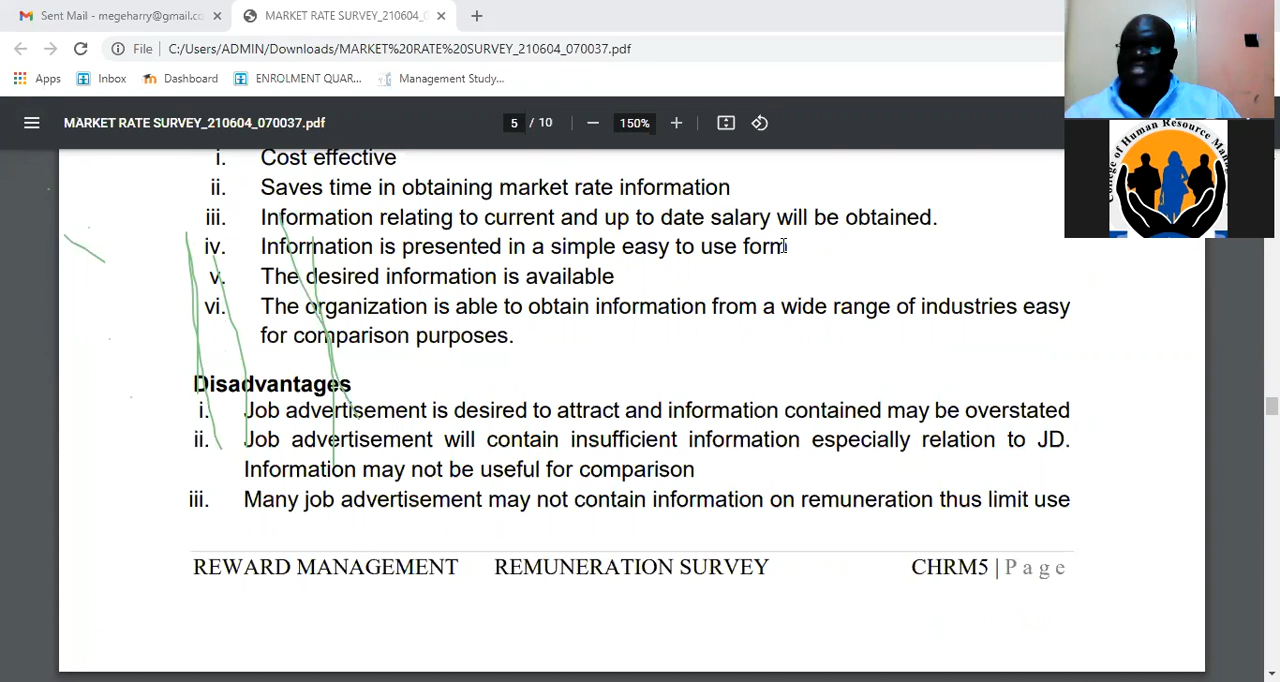 Sent Mail - megeharry@gmail.cc
MARKET RATE SURVEY_210604_0
File C:/Users/ADMIN/Downloads/MARKET%20RATE%20SURVEY_210604_070037.pdf
Apps Inbox Dashboard ENROLMENT QUAR... Management Study...
MARKET RATE SURVEY_210604_070037.pdf 5 / 10 150%
College of Human Resource
i. Cost effective
ii. Saves time in obtaining market rate information
iii. Information relating to current and up to date salary will be obtained.
iv. Information is presented in a simple easy to use form
v. The desired information is available
vi. The organization is able to obtain information from a wide range of industries easy
for comparison purposes.
Disadvantages
i. Job advertisement is desired to attract and information contained may be overstated
ii. Job advertisement will contain insufficient information especially relation to JD.
Information may not be useful for comparison
iii. Many job advertisement may not contain information on remuneration thus limit use
REWARD MANAGEMENT REMUNERATION SURVEY CHRM5 | Page